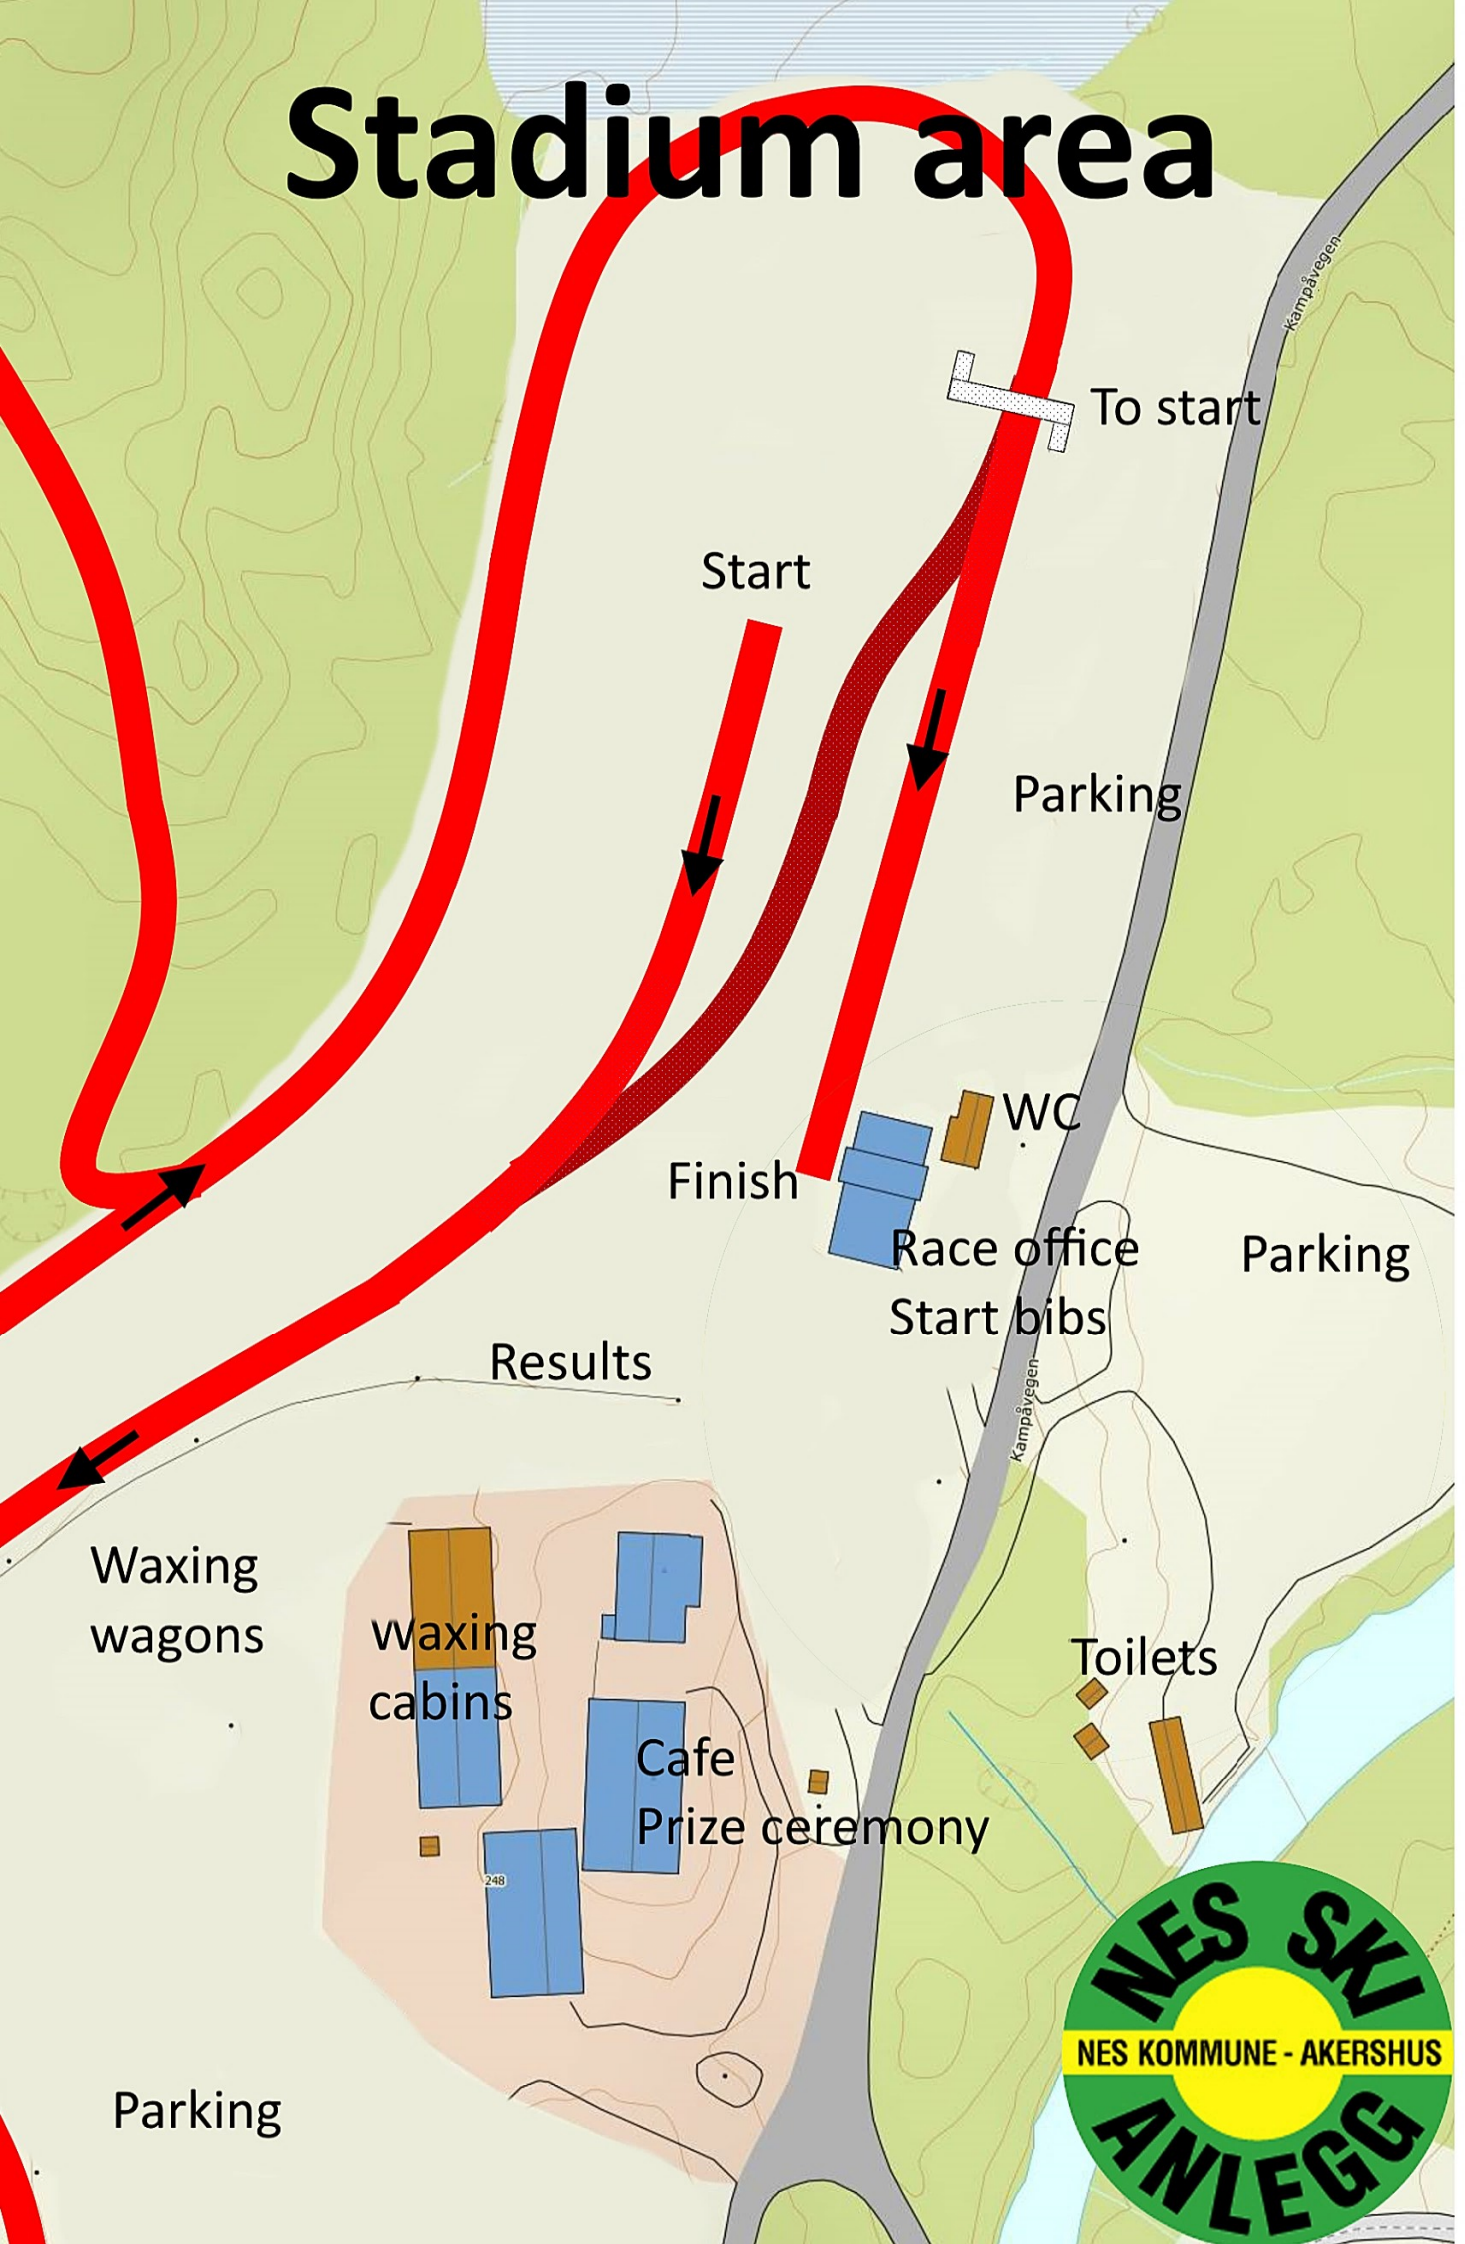 Stadium area
Kampåvegen
To start
Start
Parking
WC
Finish
Race office
Start bibs
Parking
Results
Kampåvegen
Waxing
wagons
Waxing
cabins
Toilets
Cafe
Prize ceremony
248
NES SKI
NES KOMMUNE - AKERSHUS
ANLEGG
Parking